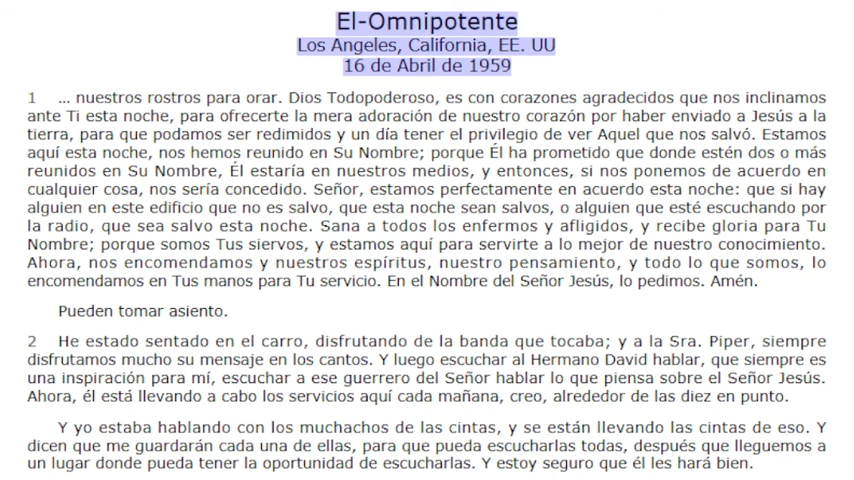 El-Omnipotente
Los Angeles, California, EE. UU
16 de Abril de 1959
1 ... nuestros rostros para orar. Dios Todopoderoso, es con corazones agradecidos que nos inclinamos
ante Ti esta noche, para ofrecerte la mera adoración de nuestro corazón por haber enviado a Jesús a la
tierra, para que podamos ser redimidos y un día tener el privilegio de ver Aquel que nos salvó. Estamos
aquí esta noche, nos hemos reunido en Su Nombre; porque Él ha prometido que donde estén dos o más
reunidos en Su Nombre, Él estaría en nuestros medios, y entonces, si nos ponemos de acuerdo en
cualquier cosa, nos sería concedido. Señor, estamos perfectamente en acuerdo esta noche: que si hay
alguien en este edificio que no es salvo, que esta noche sean salvos, o alguien que esté escuchando por
la radio, que sea salvo esta noche. Sana a todos los enfermos y afligidos, y recibe gloria para Tu
Nombre; porque somos Tus siervos, y estamos aquí para servirte a lo mejor de nuestro conocimiento.
Ahora, nos encomendamos y nuestros espíritus, nuestro pensamiento, y todo lo que somos, lo
encomendamos en Tus manos para Tu servicio. En el Nombre del Señor Jesús, lo pedimos. Amén.
Pueden tomar asiento.
2 He estado sentado en el carro, disfrutando de la banda que tocaba; y a la Sra. Piper, siempre
disfrutamos mucho su mensaje en los cantos. Y luego escuchar al Hermano David hablar, que siempre es
una inspiración para mí, escuchar a ese guerrero del Señor hablar lo que piensa sobre el Señor Jesús.
Ahora, él está llevando a cabo los servicios aquí cada mañana, creo, alrededor de las diez en punto.
Y yo estaba hablando con los muchachos de las cintas, y se están llevando las cintas de eso. Y
dicen que me guardarán cada una de ellas, para que pueda escucharlas todas, después que lleguemos a
un lugar donde pueda tener la oportunidad de escucharlas. Y estoy seguro que él les hará bien.